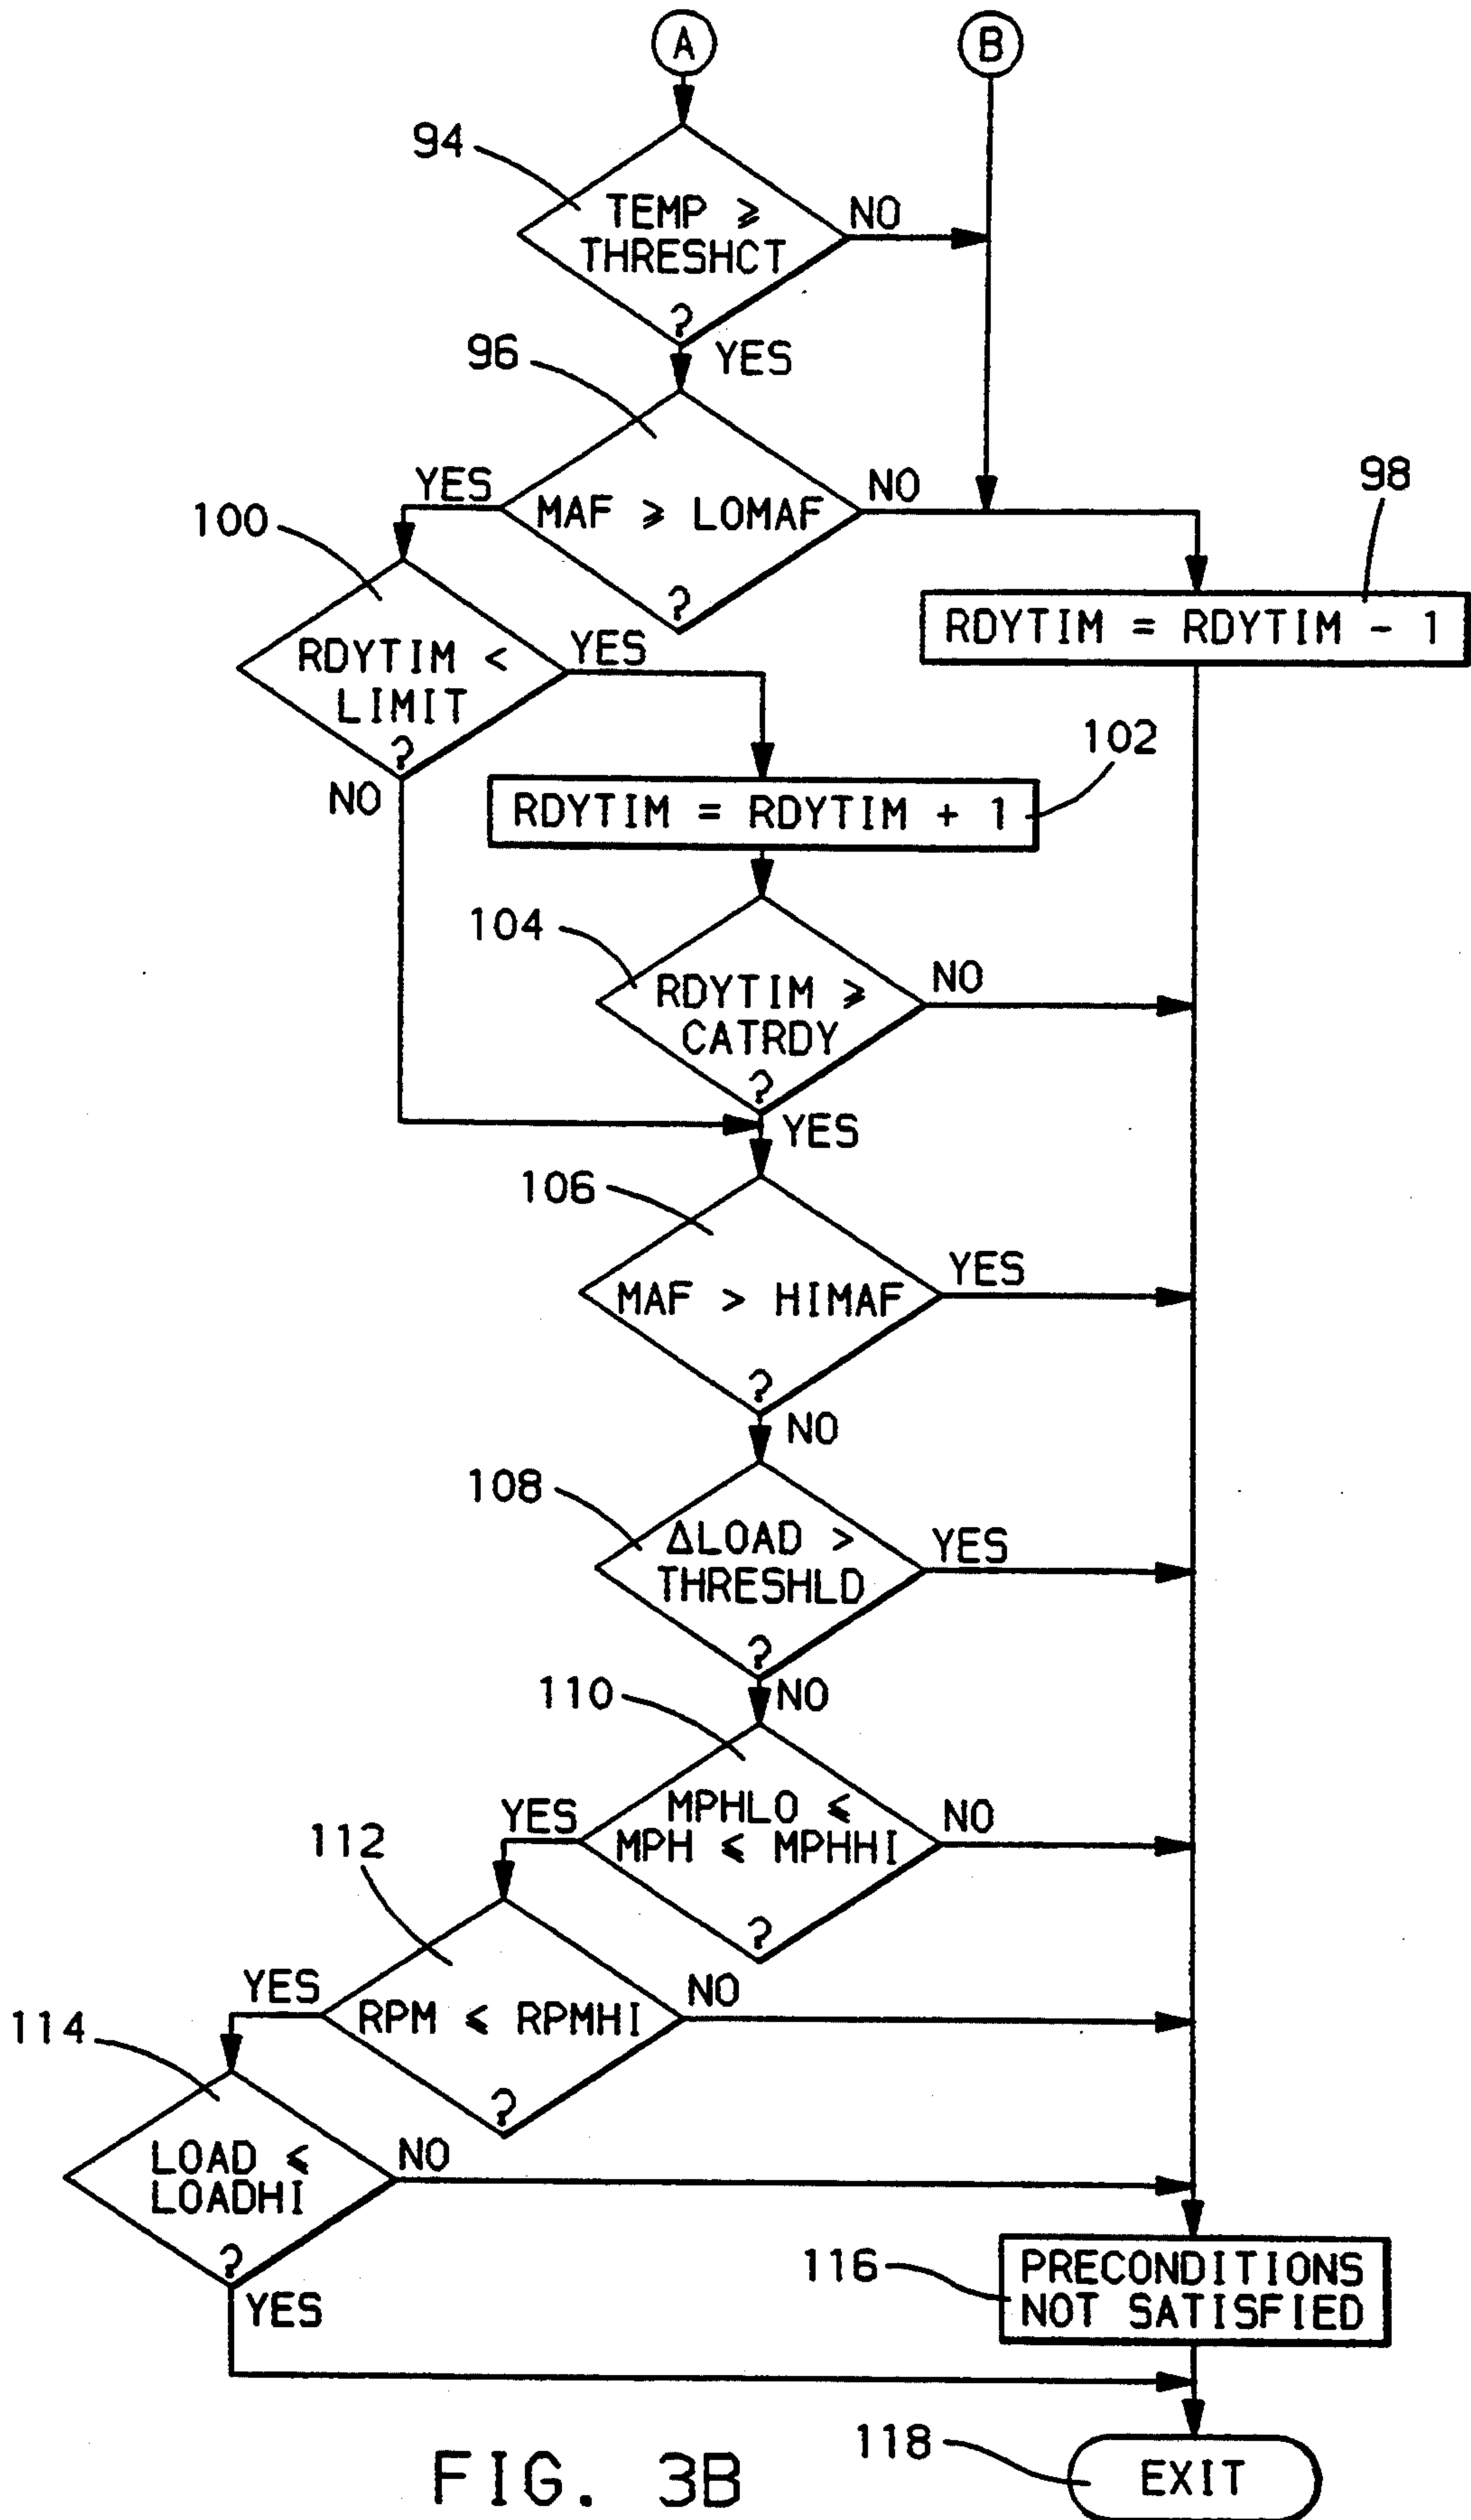 A
B
94
TEMP ≥
THRESHCT
?
NO
YES
96
MAF ≥ LOMAF
?
YES
NO
98
RDYTIM = RDYTIM - 1
100
RDYTIM <
LIMIT
?
YES
NO
102
RDYTIM = RDYTIM + 1
104
RDYTIM ≥
CATRDY
?
NO
YES
106
MAF > HIMAF
?
YES
NO
108
ΔLOAD >
THRESHLD
?
YES
NO
110
MPHLO ≤
MPH ≤ MPHHI
?
YES
NO
112
RPM ≤ RPMHI
?
YES
NO
114
LOAD ≤
LOADHI
?
NO
YES
116
PRECONDITIONS
NOT SATISFIED
118
EXIT
FIG. 3B